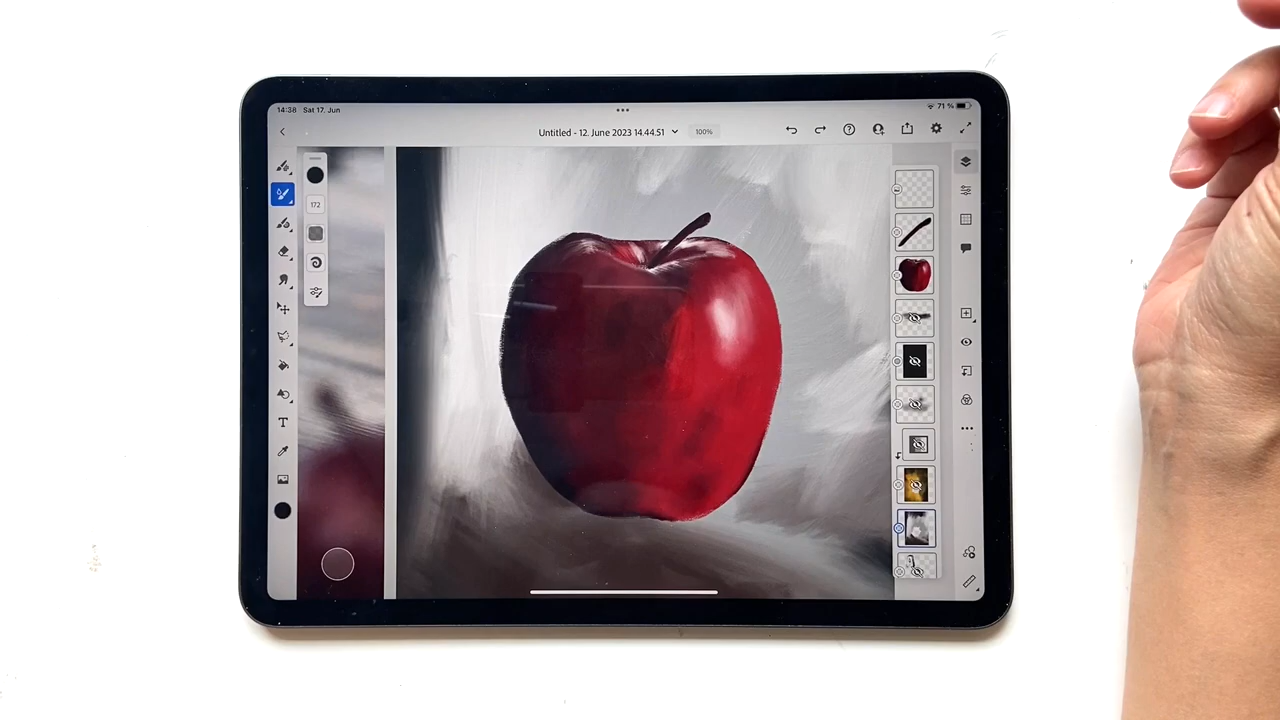 14:38 Sat 17. Jun
71 %
Untitled - 12. June 2023 14.44.51
100%
172
T